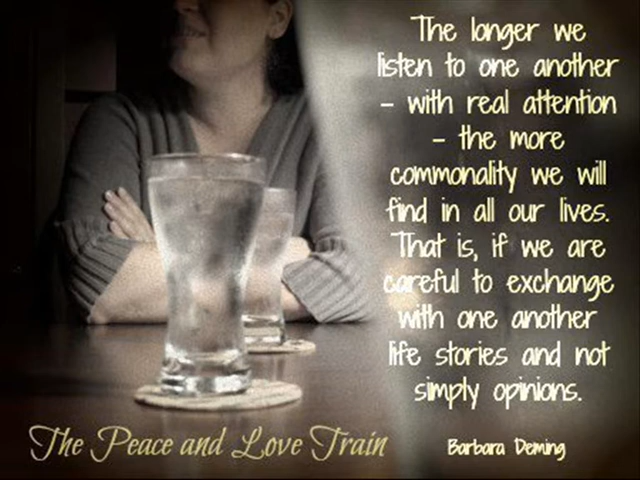 The longer we
listen to one another
- with real attention
- the more
commonality we will
find in all our lives.
That is, if we are
careful to exchange
with one another
life stories and not
simply opinions.
Barbara Deming
The Peace and Love Train